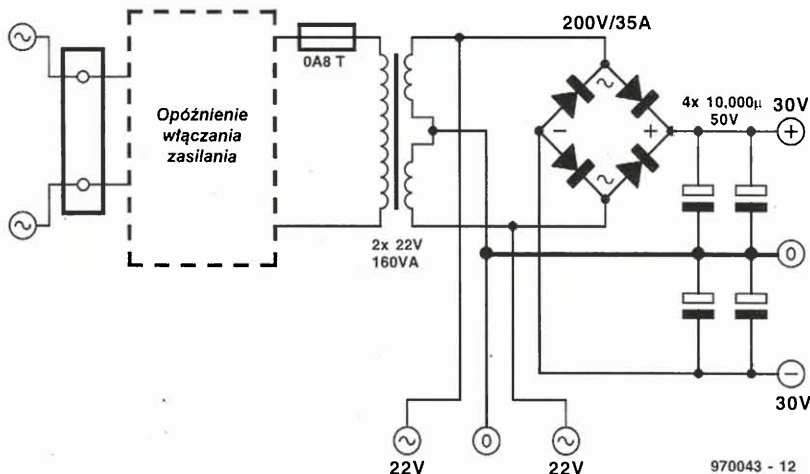 200V/35A
0A8 T
4x 10,000µ
50V
30V
Opóźnienie
włączania
zasilania
~
~
~
~
−
+
+
2x 22V
160VA
0
−
30V
~
0
~
22V
22V
970043 - 12